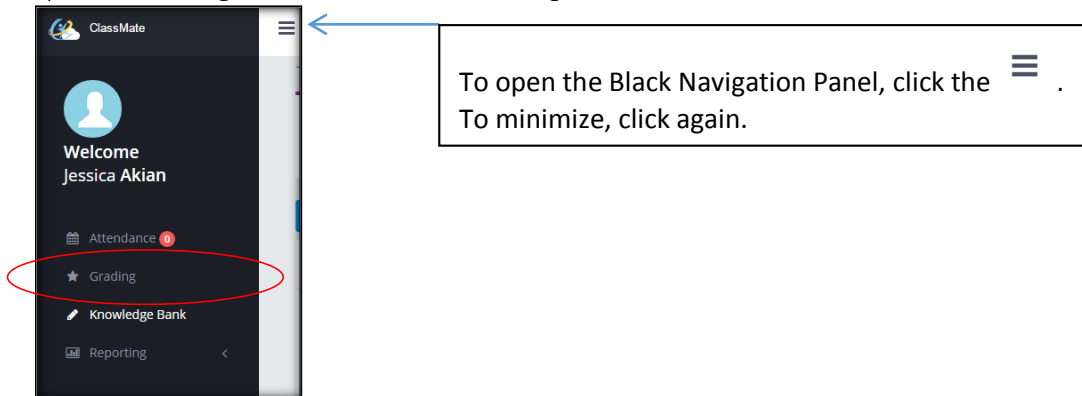 ClassMate
To open the Black Navigation Panel, click the ☰ .
To minimize, click again.
Welcome
Jessica Akian
Attendance 0
Grading
Knowledge Bank
Reporting <